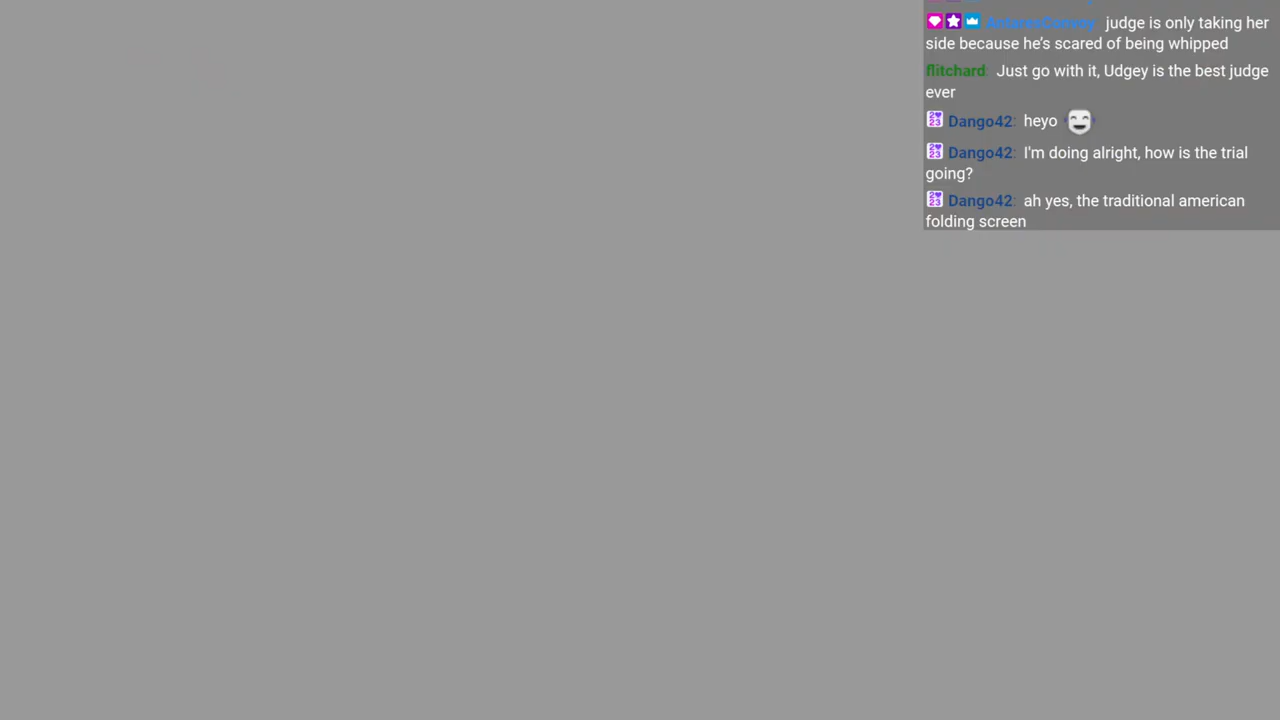 AntaresConvoy judge is only taking her
side because he's scared of being whipped
flitchard: Just go with it, Udgey is the best judge
ever
Dango42: heyo
Dango42: I'm doing alright, how is the trial
going?
Dango42: ah yes, the traditional american
folding screen